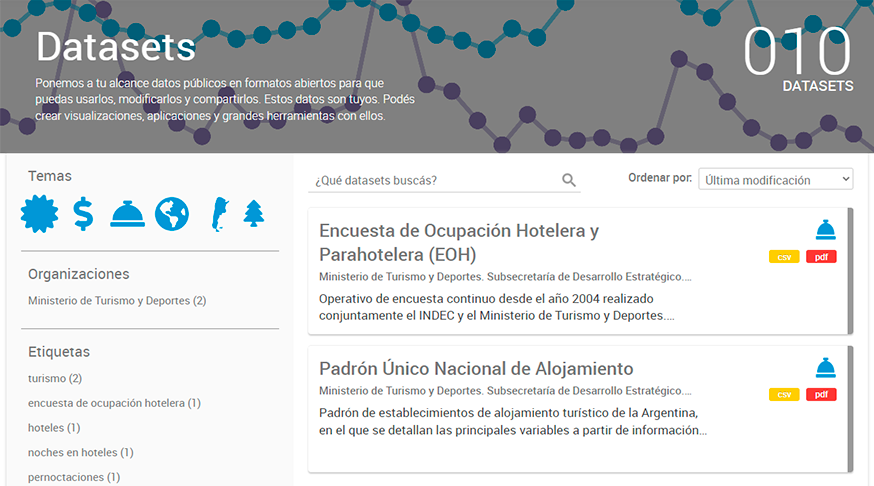 Datasets
Ponemos a tu alcance datos públicos en formatos abiertos para que
puedas usarlos, modificarlos y compartirlos. Estos datos son tuyos. Podés
crear visualizaciones, aplicaciones y grandes herramientas con ellos.
010
DATASETS
Temas
Organizaciones
Ministerio de Turismo y Deportes (2)
Etiquetas
turismo (2)
encuesta de ocupación hotelera (1)
hoteles (1)
noches en hoteles (1)
pernoctaciones (1)
¿Qué datasets buscás?
Ordenar por:
Última modificación
Encuesta de Ocupación Hotelera y
Parahotelera (EOH)
csv pdf
Ministerio de Turismo y Deportes. Subsecretaría de Desarrollo Estratégico....
Operativo de encuesta continuo desde el año 2004 realizado
conjuntamente el INDEC y el Ministerio de Turismo y Deportes....
Padrón Único Nacional de Alojamiento
csv pdf
Ministerio de Turismo y Deportes. Subsecretaría de Desarrollo Estratégico....
Padrón de establecimientos de alojamiento turístico de la Argentina,
en el que se detallan las principales variables a partir de información...